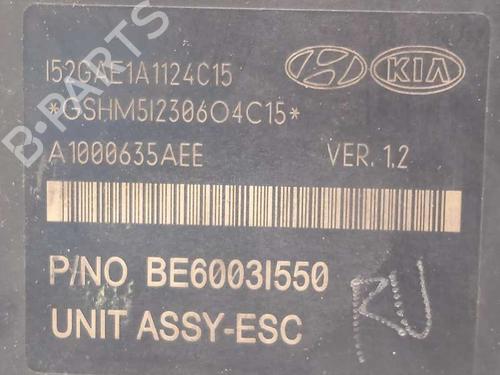 B-PARTS
I52GAE1A1124C15
KIA
*GSHM5I2306O4C15*
A1000635AEE VER. 1.2
P/NO BE6003I550
UNIT ASSY-ESC
RU